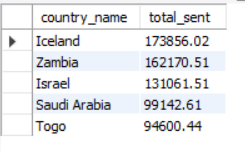 country_name total_sent
Iceland 173856.02
Zambia 162170.51
Israel 131061.51
Saudi Arabia 99142.61
Togo 94600.44